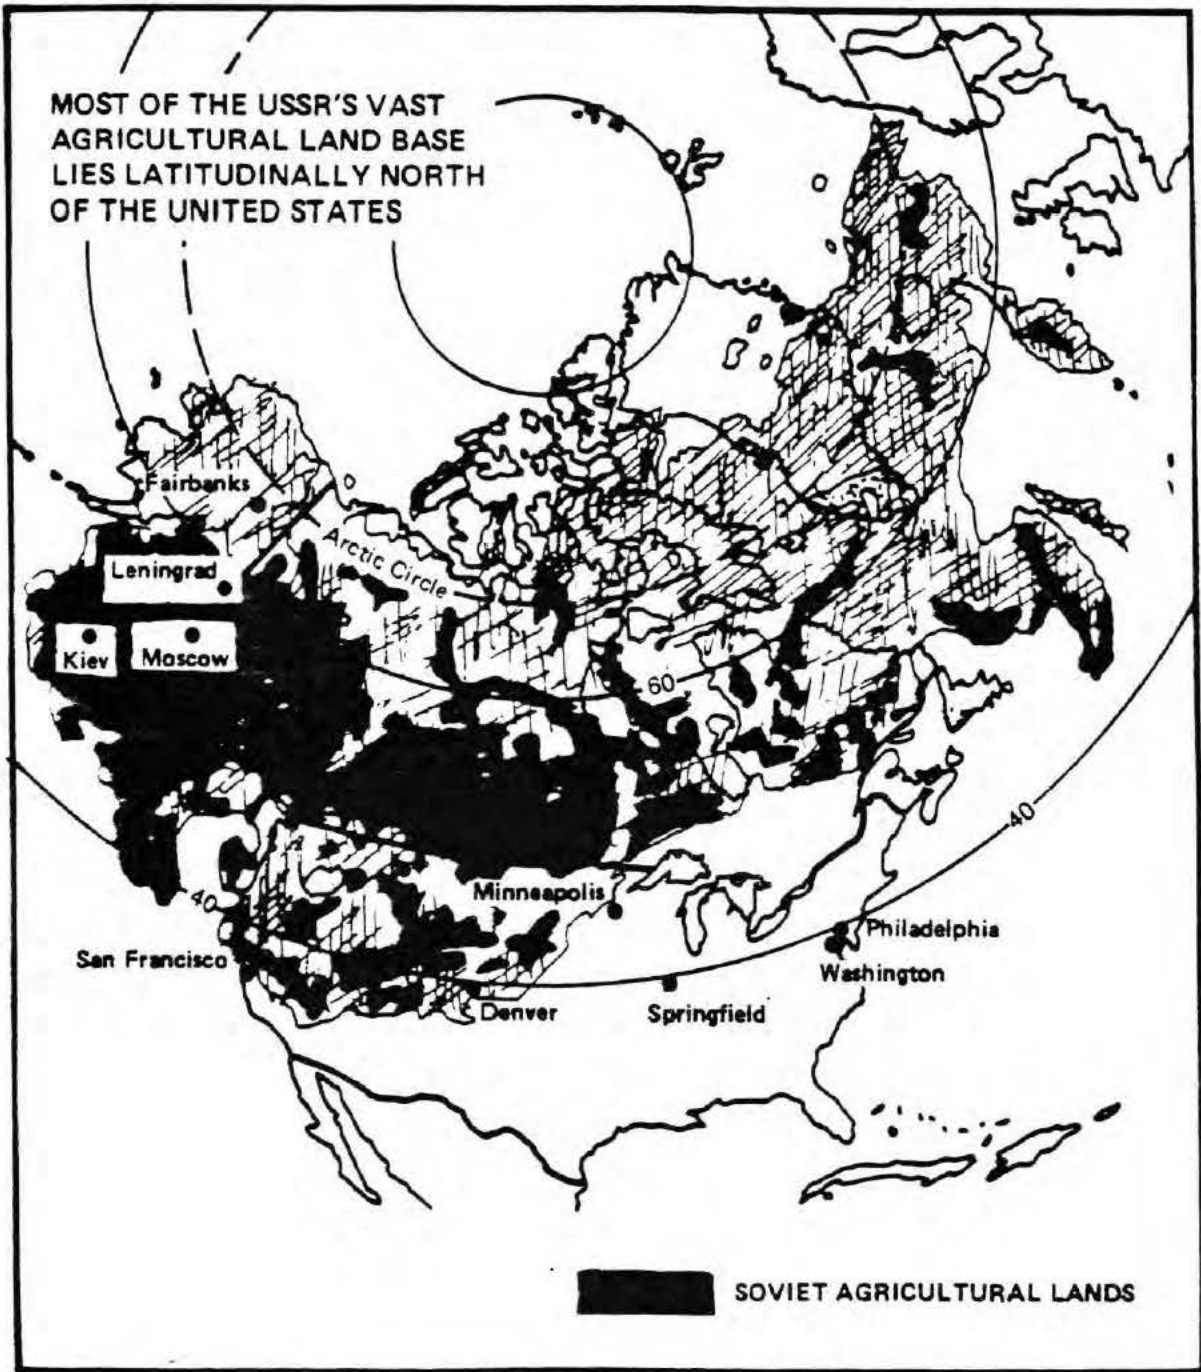 MOST OF THE USSR'S VAST
AGRICULTURAL LAND BASE
LIES LATITUDINALLY NORTH
OF THE UNITED STATES
Fairbanks
Arctic Circle
Leningrad
Kiev
Moscow
60
40
40
Minneapolis
San Francisco
Philadelphia
Washington
Denver
Springfield
SOVIET AGRICULTURAL LANDS